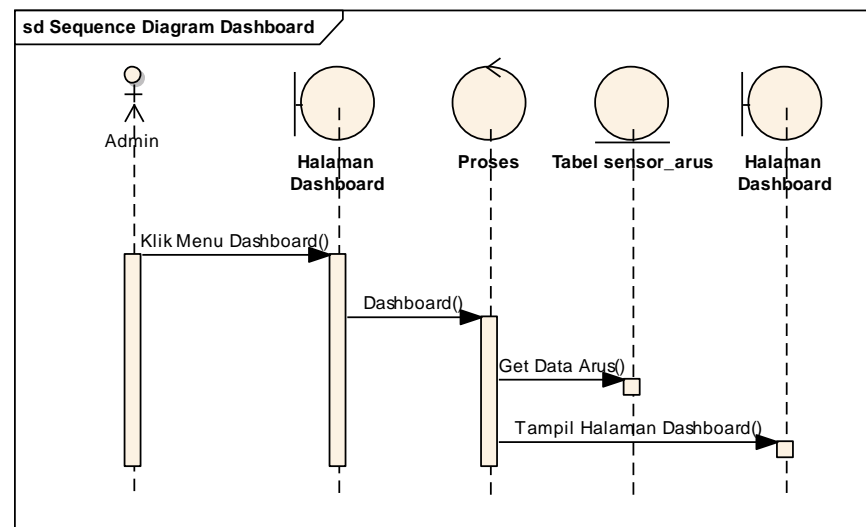 sd Sequence Diagram Dashboard
Admin
Halaman
Dashboard
Proses
Tabel sensor_arus
Halaman
Dashboard
Klik Menu Dashboard()
Dashboard()
Get Data Arus()
Tampil Halaman Dashboard()